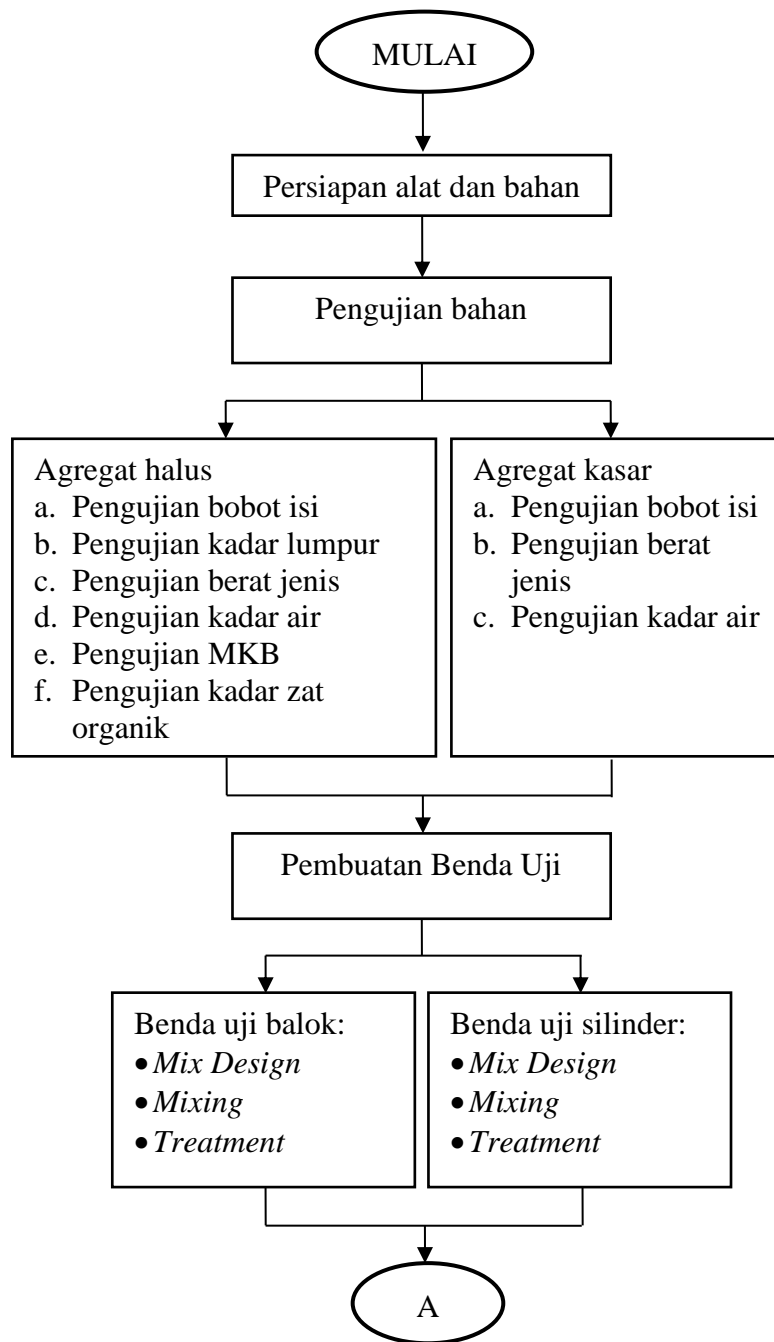 MULAI
Persiapan alat dan bahan
Pengujian bahan
Agregat halus
a. Pengujian bobot isi
b. Pengujian kadar lumpur
c. Pengujian berat jenis
d. Pengujian kadar air
e. Pengujian MKB
f. Pengujian kadar zat
organik
Agregat kasar
a. Pengujian bobot isi
b. Pengujian berat
jenis
c. Pengujian kadar air
Pembuatan Benda Uji
Benda uji balok:
• Mix Design
• Mixing
• Treatment
Benda uji silinder:
• Mix Design
• Mixing
• Treatment
A